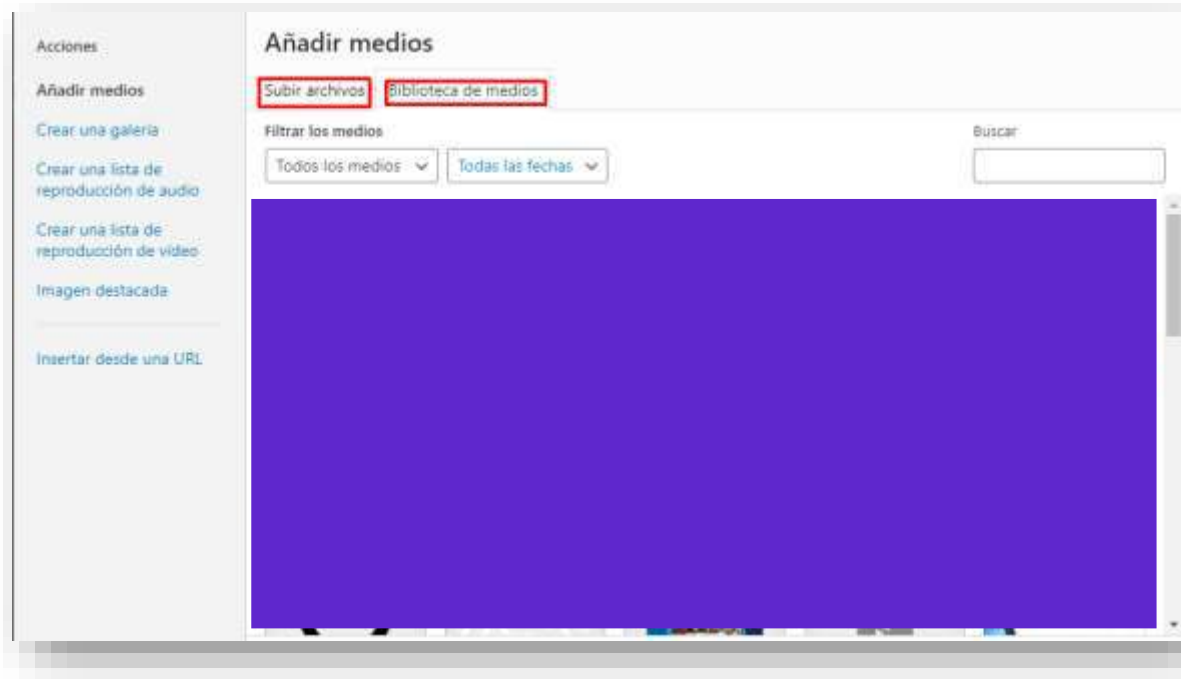 Acciones
Añadir medios
Crear una galería
Crear una lista de
reproducción de audio
Crear una lista de
reproducción de vídeo
Imagen destacada
Insertar desde una URL
Añadir medios
Subir archivos Biblioteca de medios
Filtrar los medios
Todos los medios Todas las fechas
Buscar